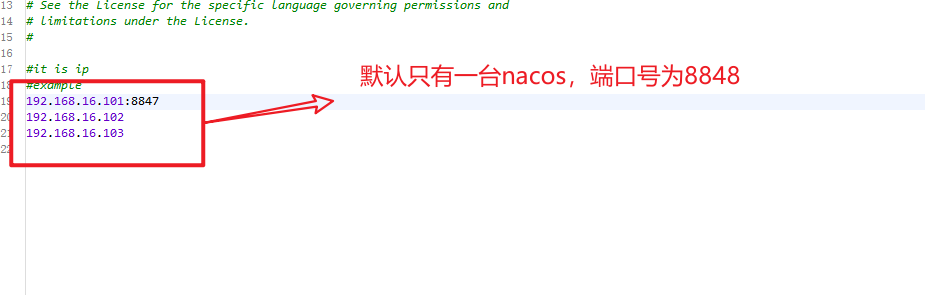 13 # See the License for the specific language governing permissions and
14 # limitations under the License.
15 #
16
17 #it is ip
18 #example
默认只有一台nacos，端口号为8848
19 192.168.16.101:8847
20 192.168.16.102
21 192.168.16.103
22